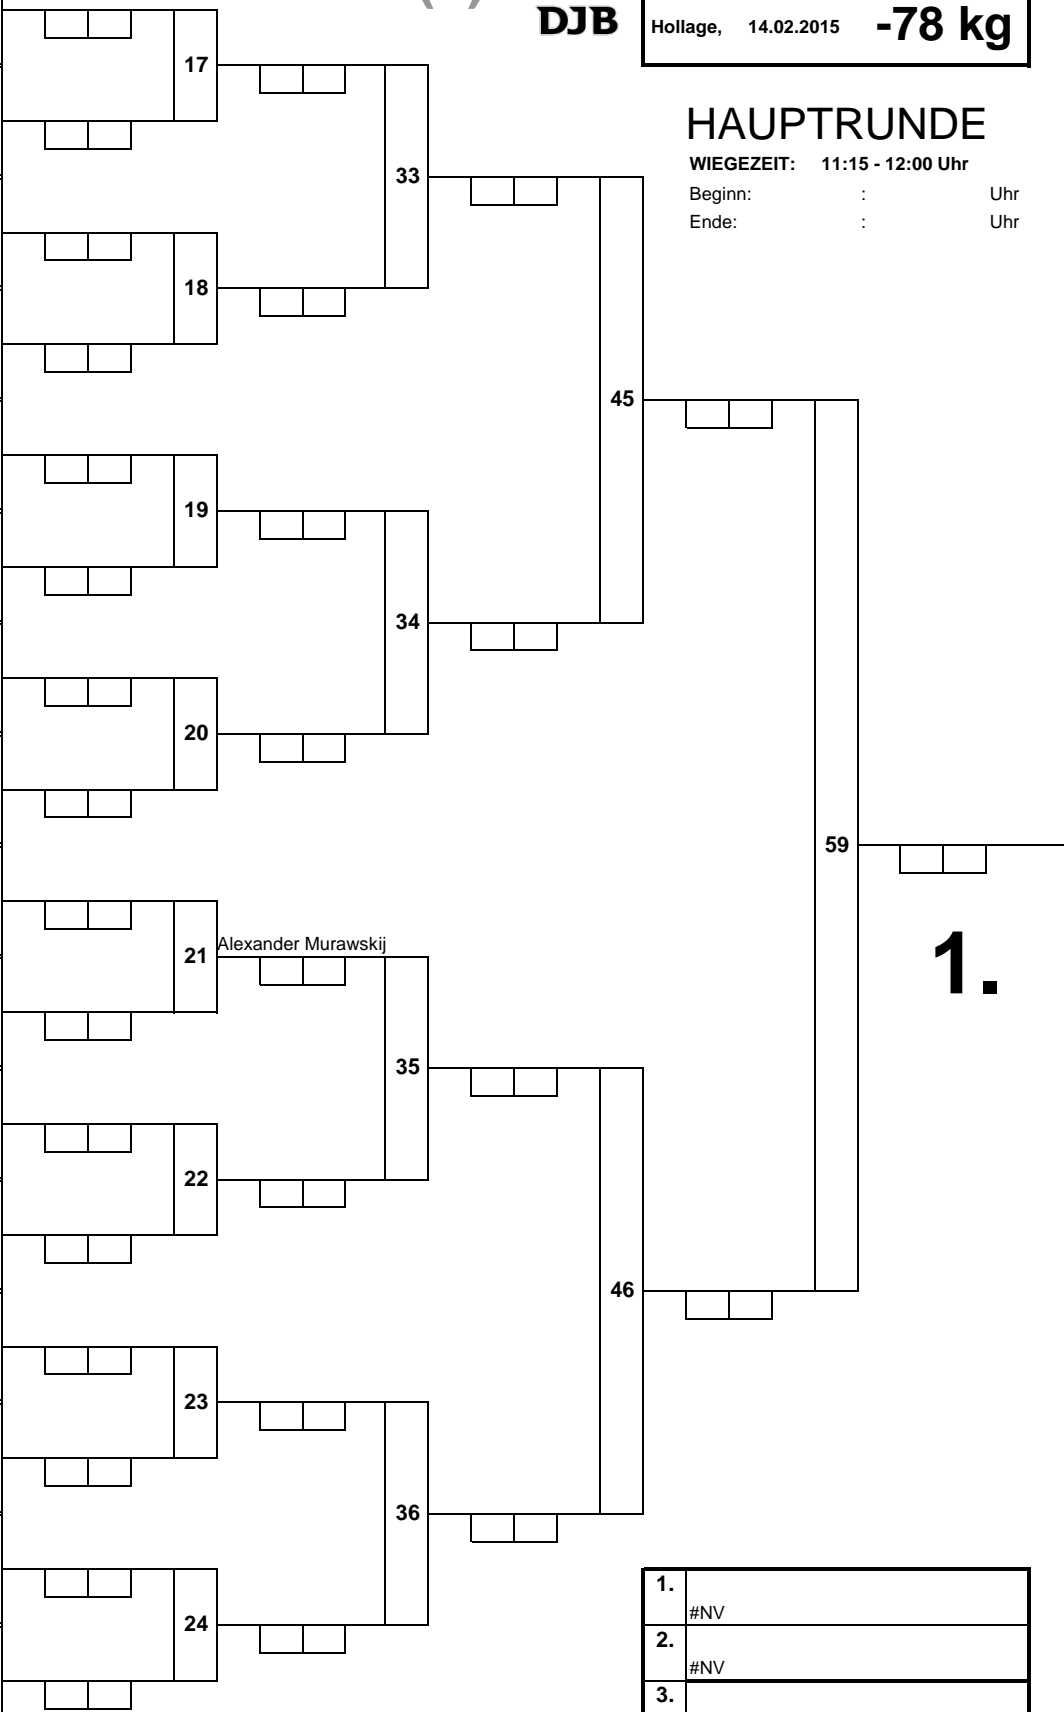 DJB
Hollage, 14.02.2015 -78 kg
17
HAUPTRUNDE
WIEGEZEIT: 11:15 - 12:00 Uhr
33
Beginn: : Uhr
Ende: : Uhr
18
45
19
34
20
59
Alexander Murawskij
21
1.
35
22
46
23
36
1.
#NV
24
2.
#NV
3.